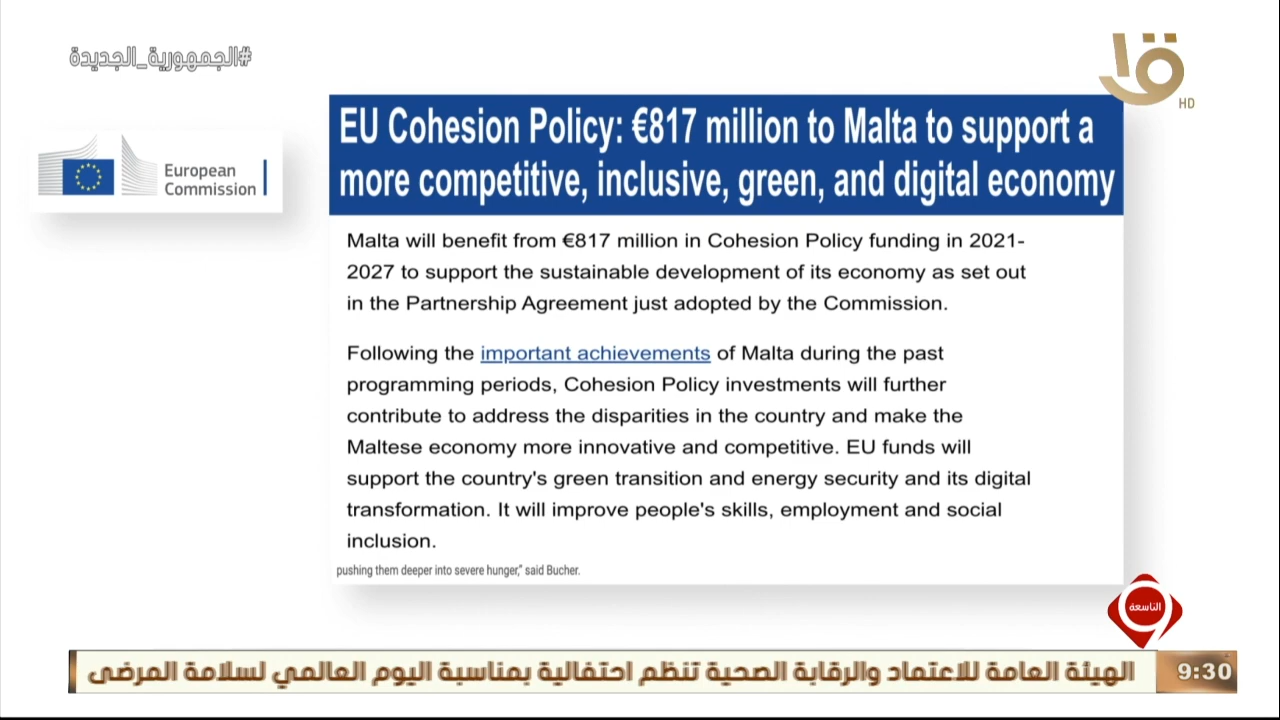 #الجمهورية_الجديدة
HD
European
Commission
EU Cohesion Policy: €817 million to Malta to support a
more competitive, inclusive, green, and digital economy
Malta will benefit from €817 million in Cohesion Policy funding in 2021-
2027 to support the sustainable development of its economy as set out
in the Partnership Agreement just adopted by the Commission.
Following the important achievements of Malta during the past
programming periods, Cohesion Policy investments will further
contribute to address the disparities in the country and make the
Maltese economy more innovative and competitive. EU funds will
support the country's green transition and energy security and its digital
transformation. It will improve people's skills, employment and social
inclusion.
pushing them deeper into severe hunger," said Bucher.
التاسعة
9:30
الهيئة العامة للاعتماد والرقابة الصحية تنظم احتفالية بمناسبة اليوم العالمي لسلامة المرضى